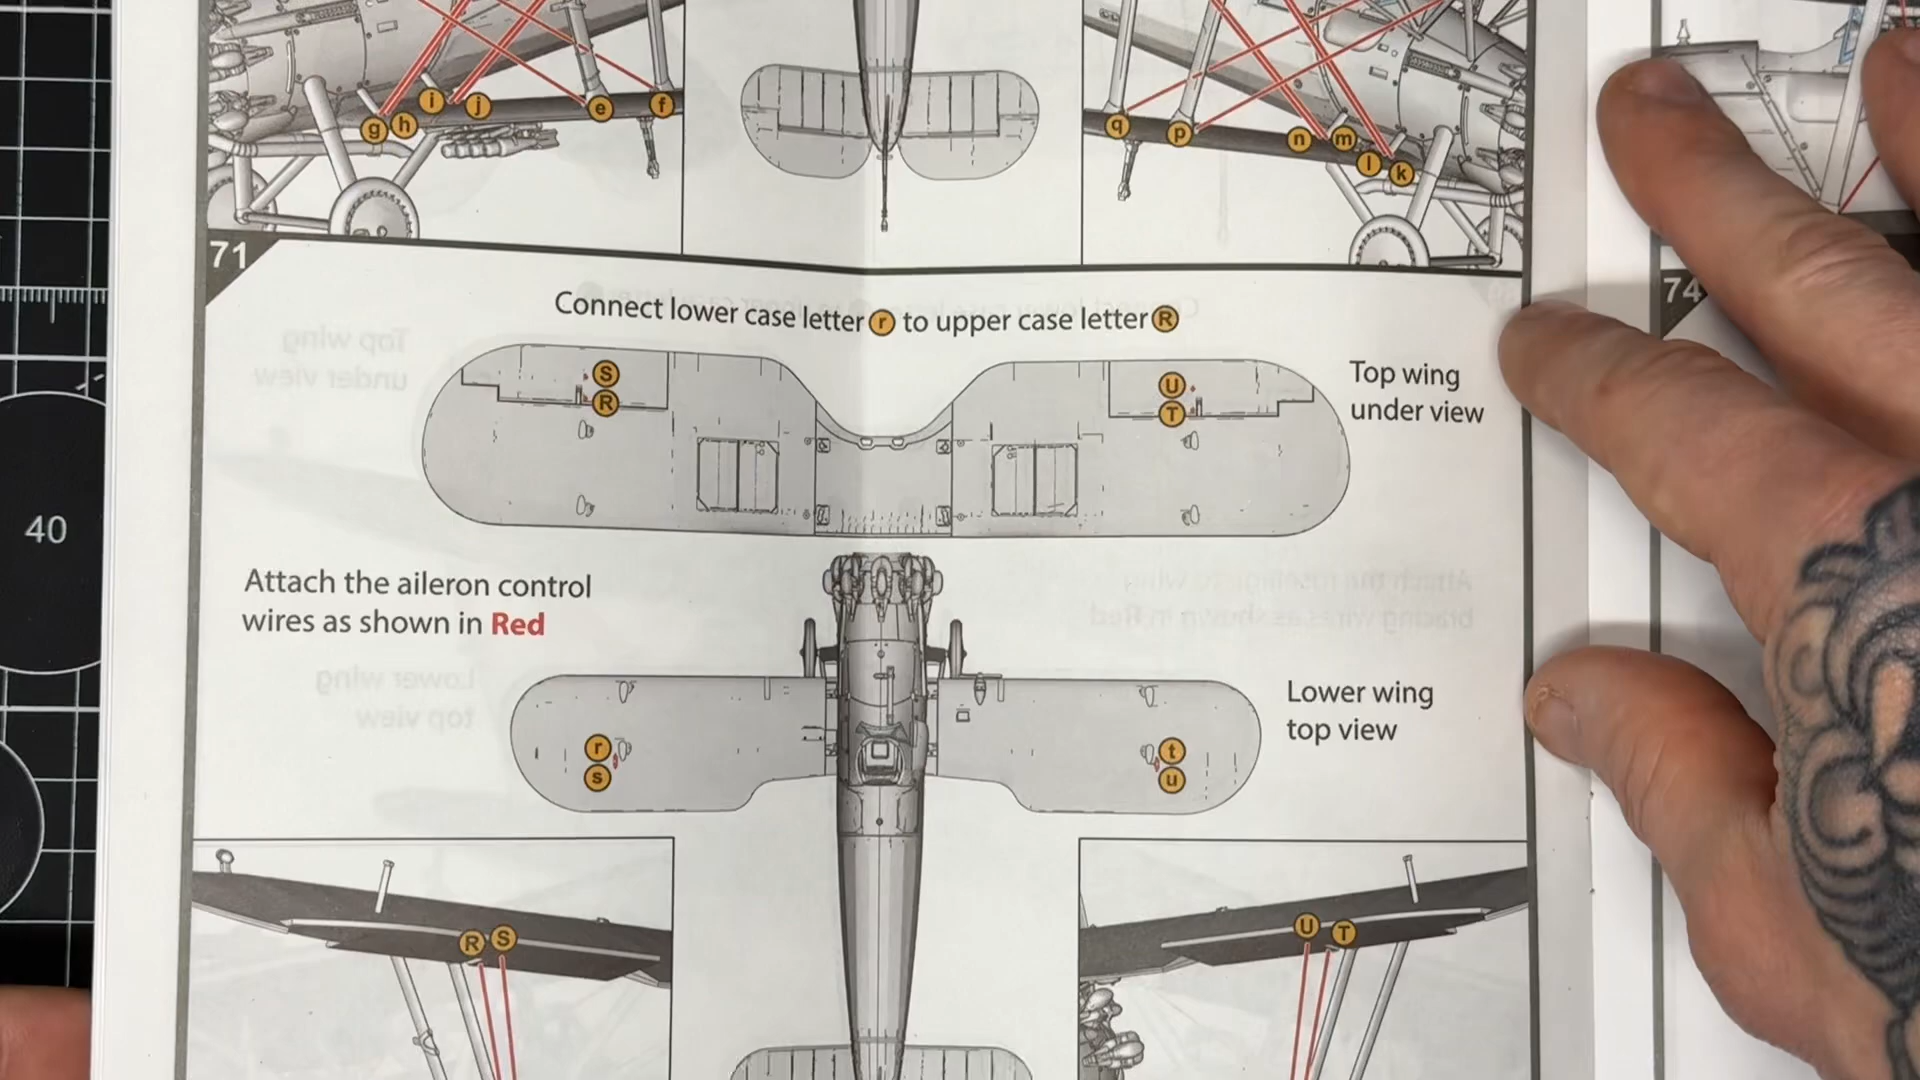 g h i j e f
q p n m l k
71
Connect lower case letter r to upper case letter R
74
S
R
U
T
Top wing
under view
40
Attach the aileron control
wires as shown in Red
Lower wing
top view
r
s
t
u
R S
U T